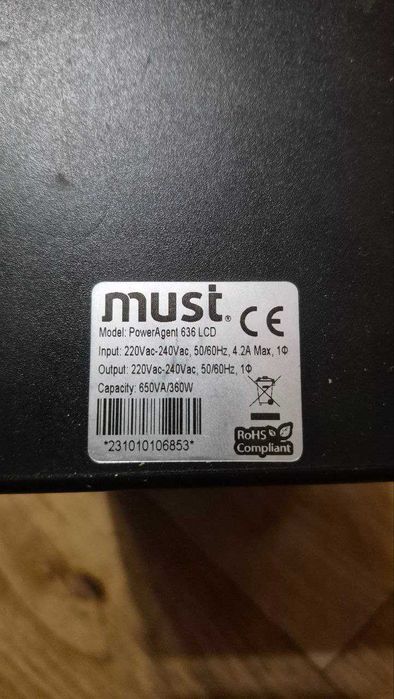 must®
CE
Model: PowerAgent 636 LCD
Input: 220Vac-240Vac, 50/60Hz, 4.2A Max, 1Φ
Output: 220Vac-240Vac, 50/60Hz, 1Φ
Capacity: 650VA/360W
*231010106853*
RoHS
Compliant